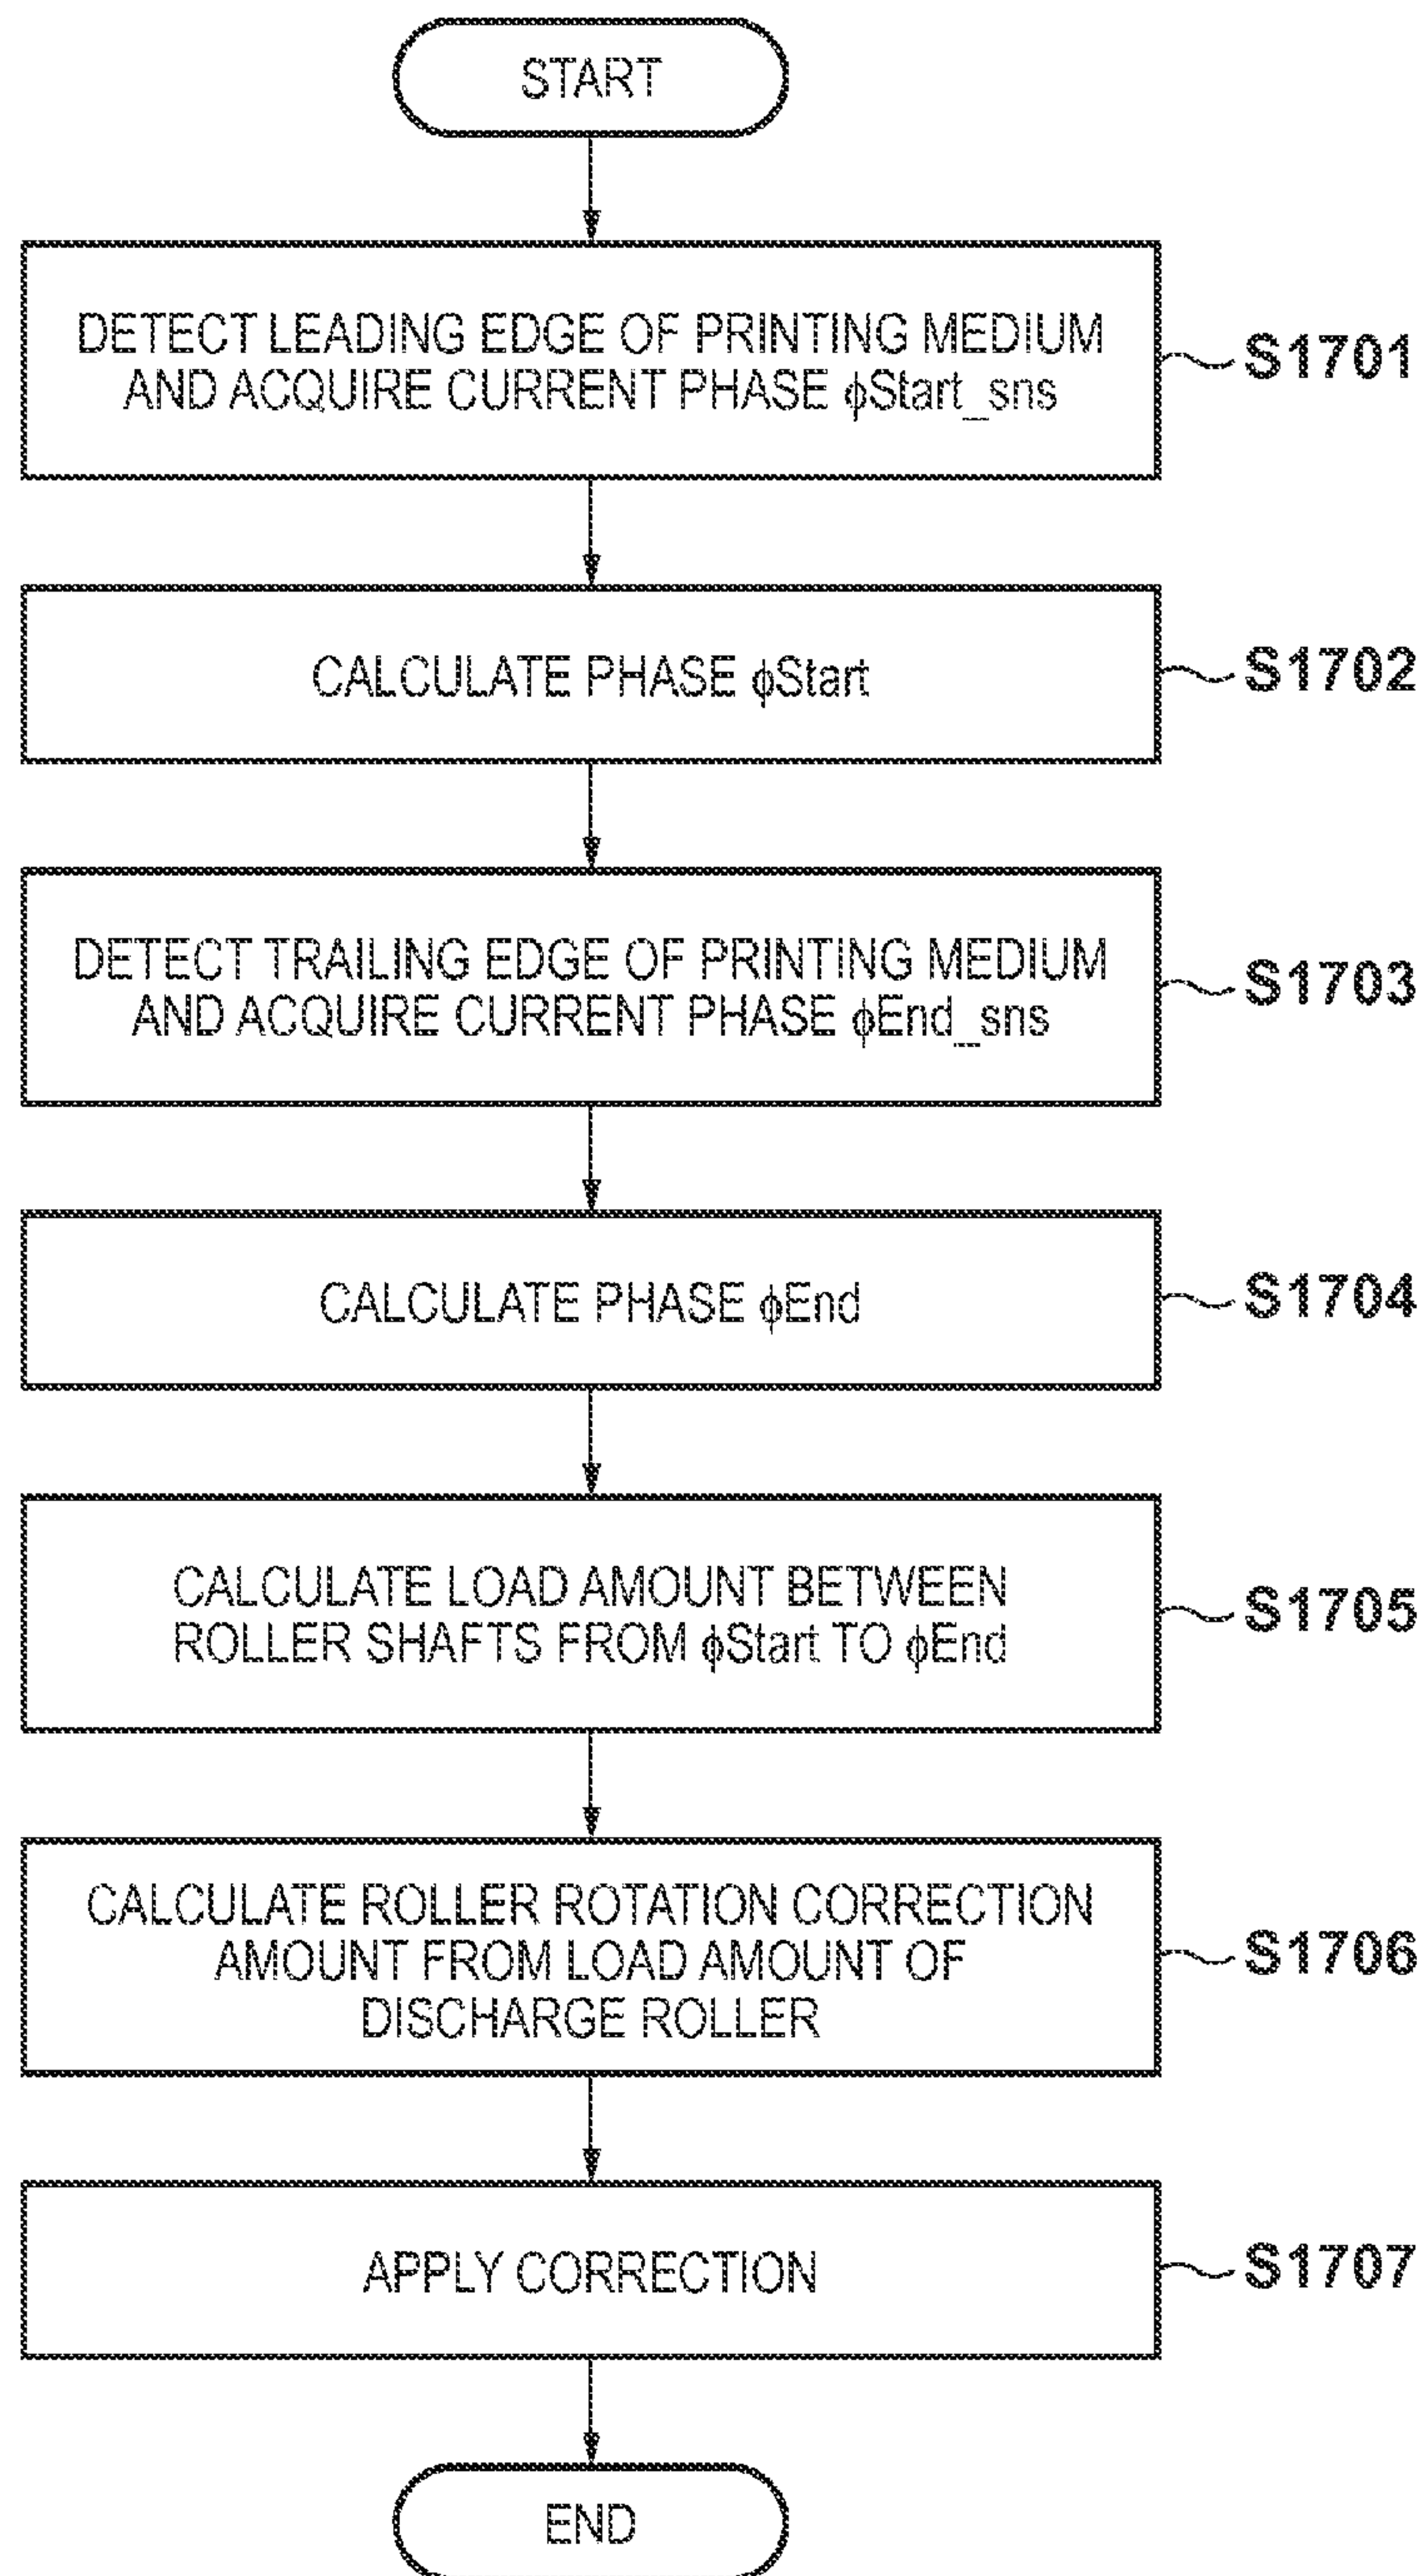 START
DETECT LEADING EDGE OF PRINTING MEDIUM
AND ACQUIRE CURRENT PHASE ϕStart_sns
S1701
CALCULATE PHASE ϕStart
S1702
DETECT TRAILING EDGE OF PRINTING MEDIUM
AND ACQUIRE CURRENT PHASE ϕEnd_sns
S1703
CALCULATE PHASE ϕEnd
S1704
CALCULATE LOAD AMOUNT BETWEEN
ROLLER SHAFTS FROM ϕStart TO ϕEnd
S1705
CALCULATE ROLLER ROTATION CORRECTION
AMOUNT FROM LOAD AMOUNT OF
DISCHARGE ROLLER
S1706
APPLY CORRECTION
S1707
END